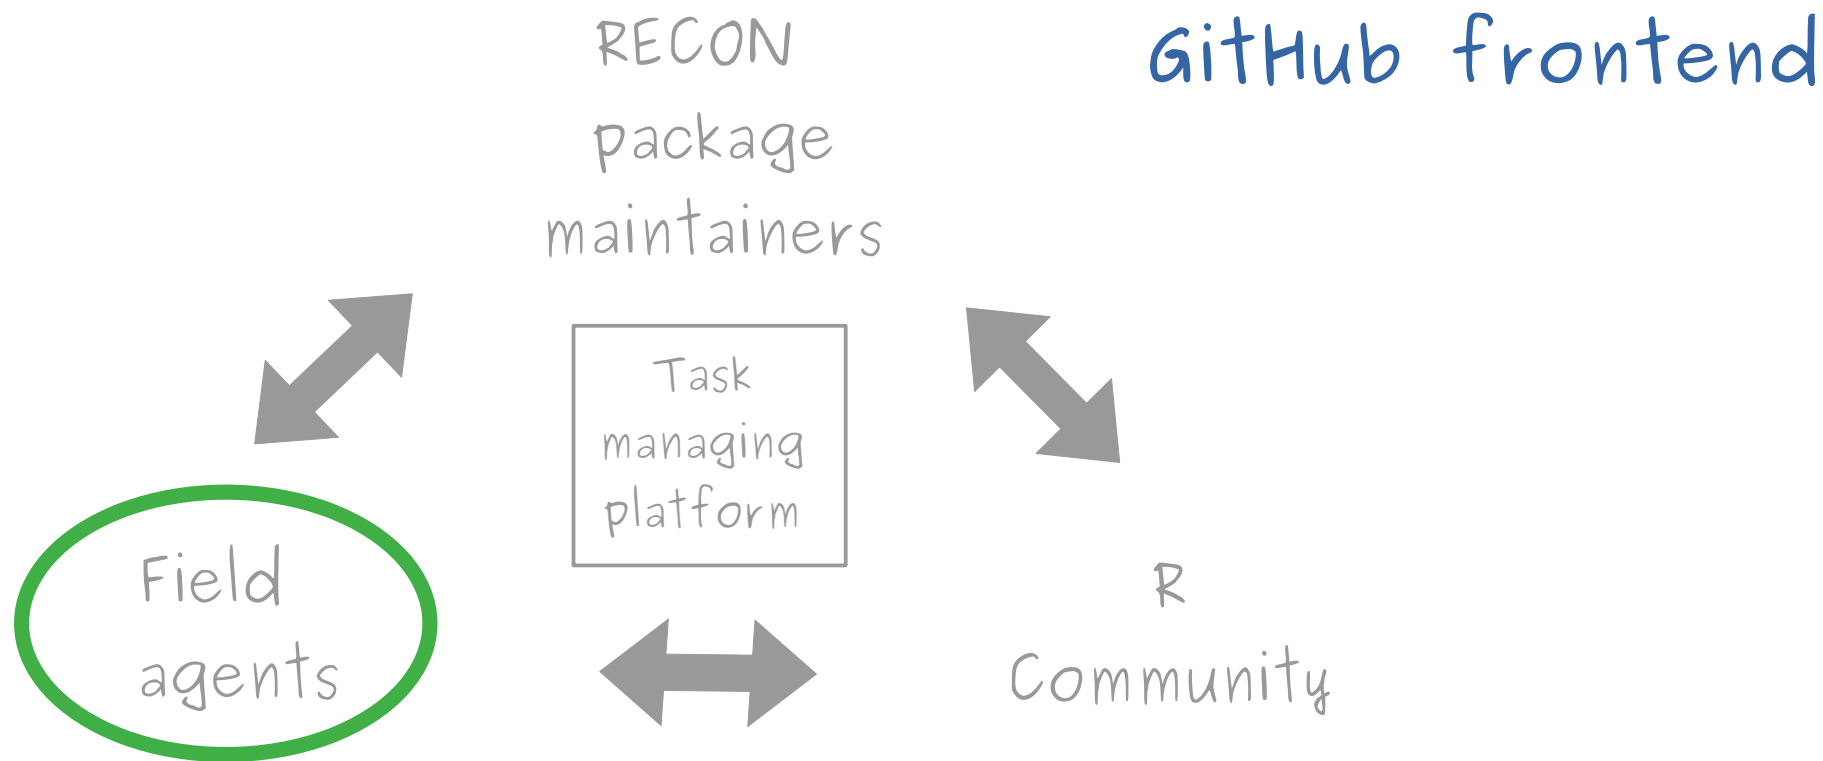 GitHub frontend
RECON
package
maintainers
Task
managing
platform
Field
agents
R
Community